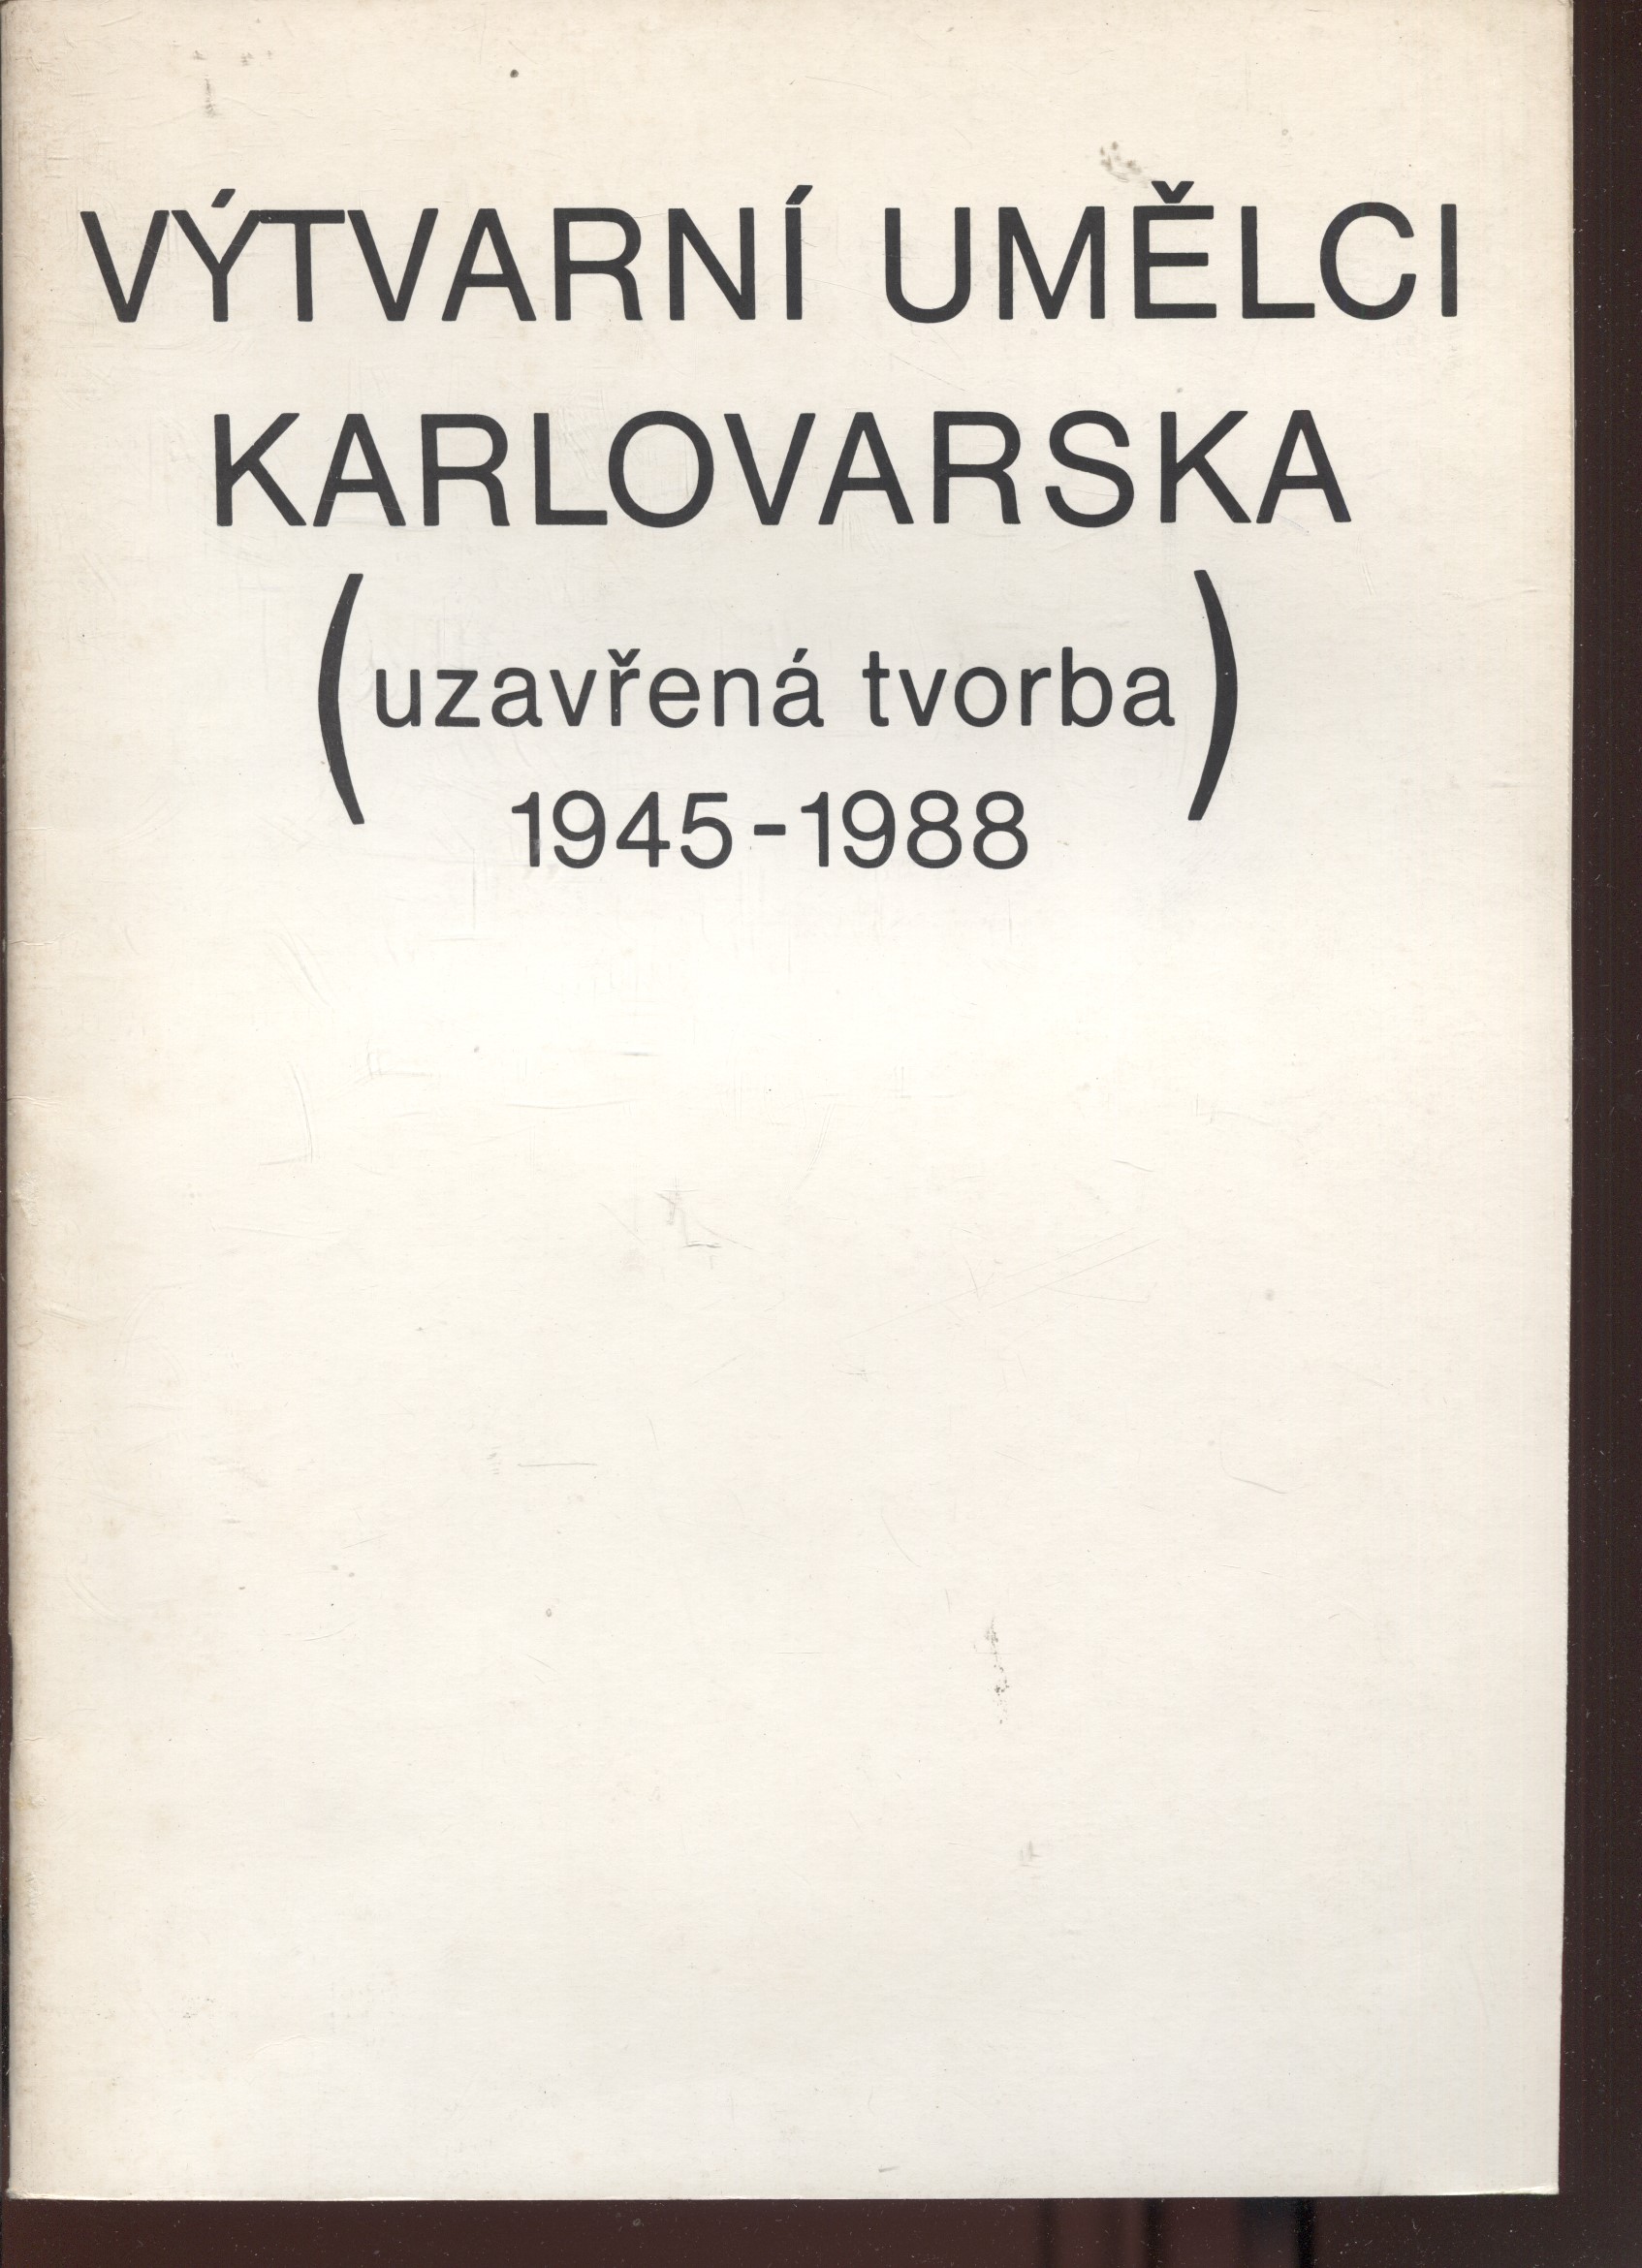 VÝTVARNÍ UMĚLCI
KARLOVARSKA
(uzavřená tvorba)
1945-1988